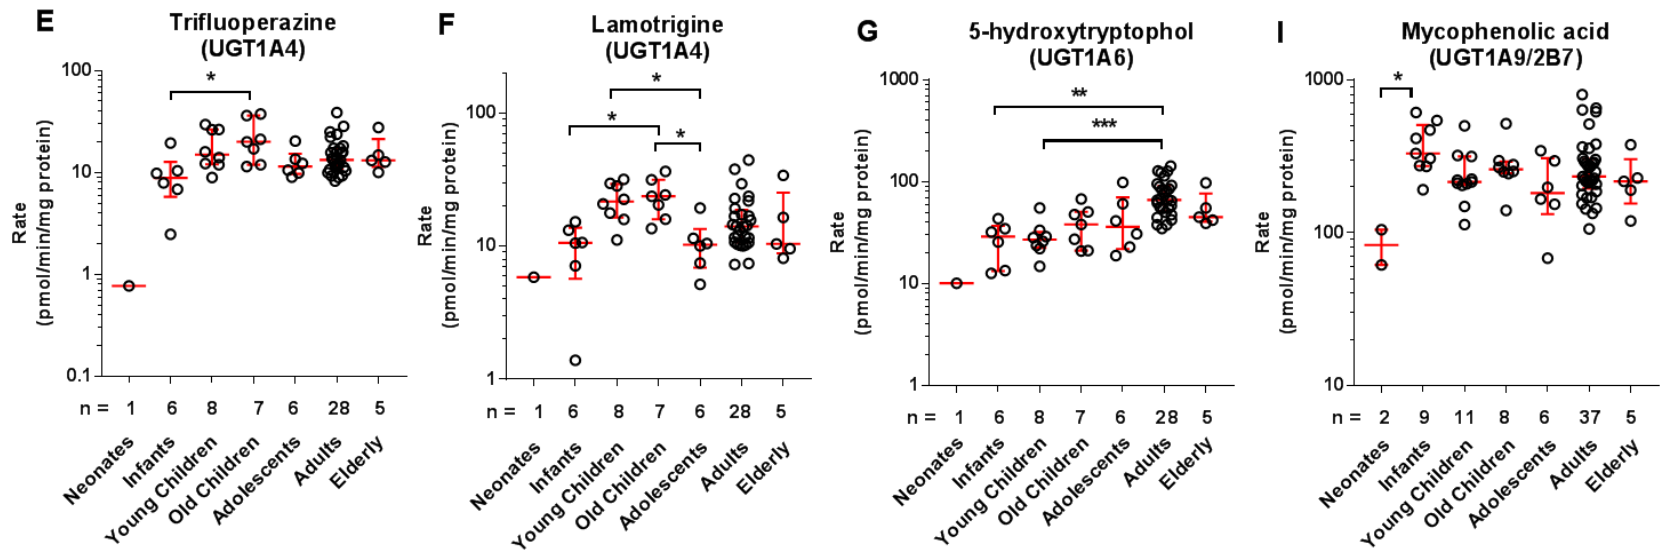 E
Trifluoperazine
(UGT1A4)
*
100
10
1
0.1
Rate
(pmol/min/mg protein)
n = 1 6 8 7 6 28 5
Neonates
Infants
Young Children
Old Children
Adolescents
Adults
Elderly
F
Lamotrigine
(UGT1A4)
*
*
*
100
10
1
Rate
(pmol/min/mg protein)
n = 1 6 8 7 6 28 5
Neonates
Infants
Young Children
Old Children
Adolescents
Adults
Elderly
G
5-hydroxytryptophol
(UGT1A6)
**
***
1000
100
10
1
Rate
(pmol/min/mg protein)
n = 1 6 8 7 6 28 5
Neonates
Infants
Young Children
Old Children
Adolescents
Adults
Elderly
I
Mycophenolic acid
(UGT1A9/2B7)
*
1000
100
10
Rate
(pmol/min/mg protein)
n = 2 9 11 8 6 37 5
Neonates
Infants
Young Children
Old Children
Adolescents
Adults
Elderly